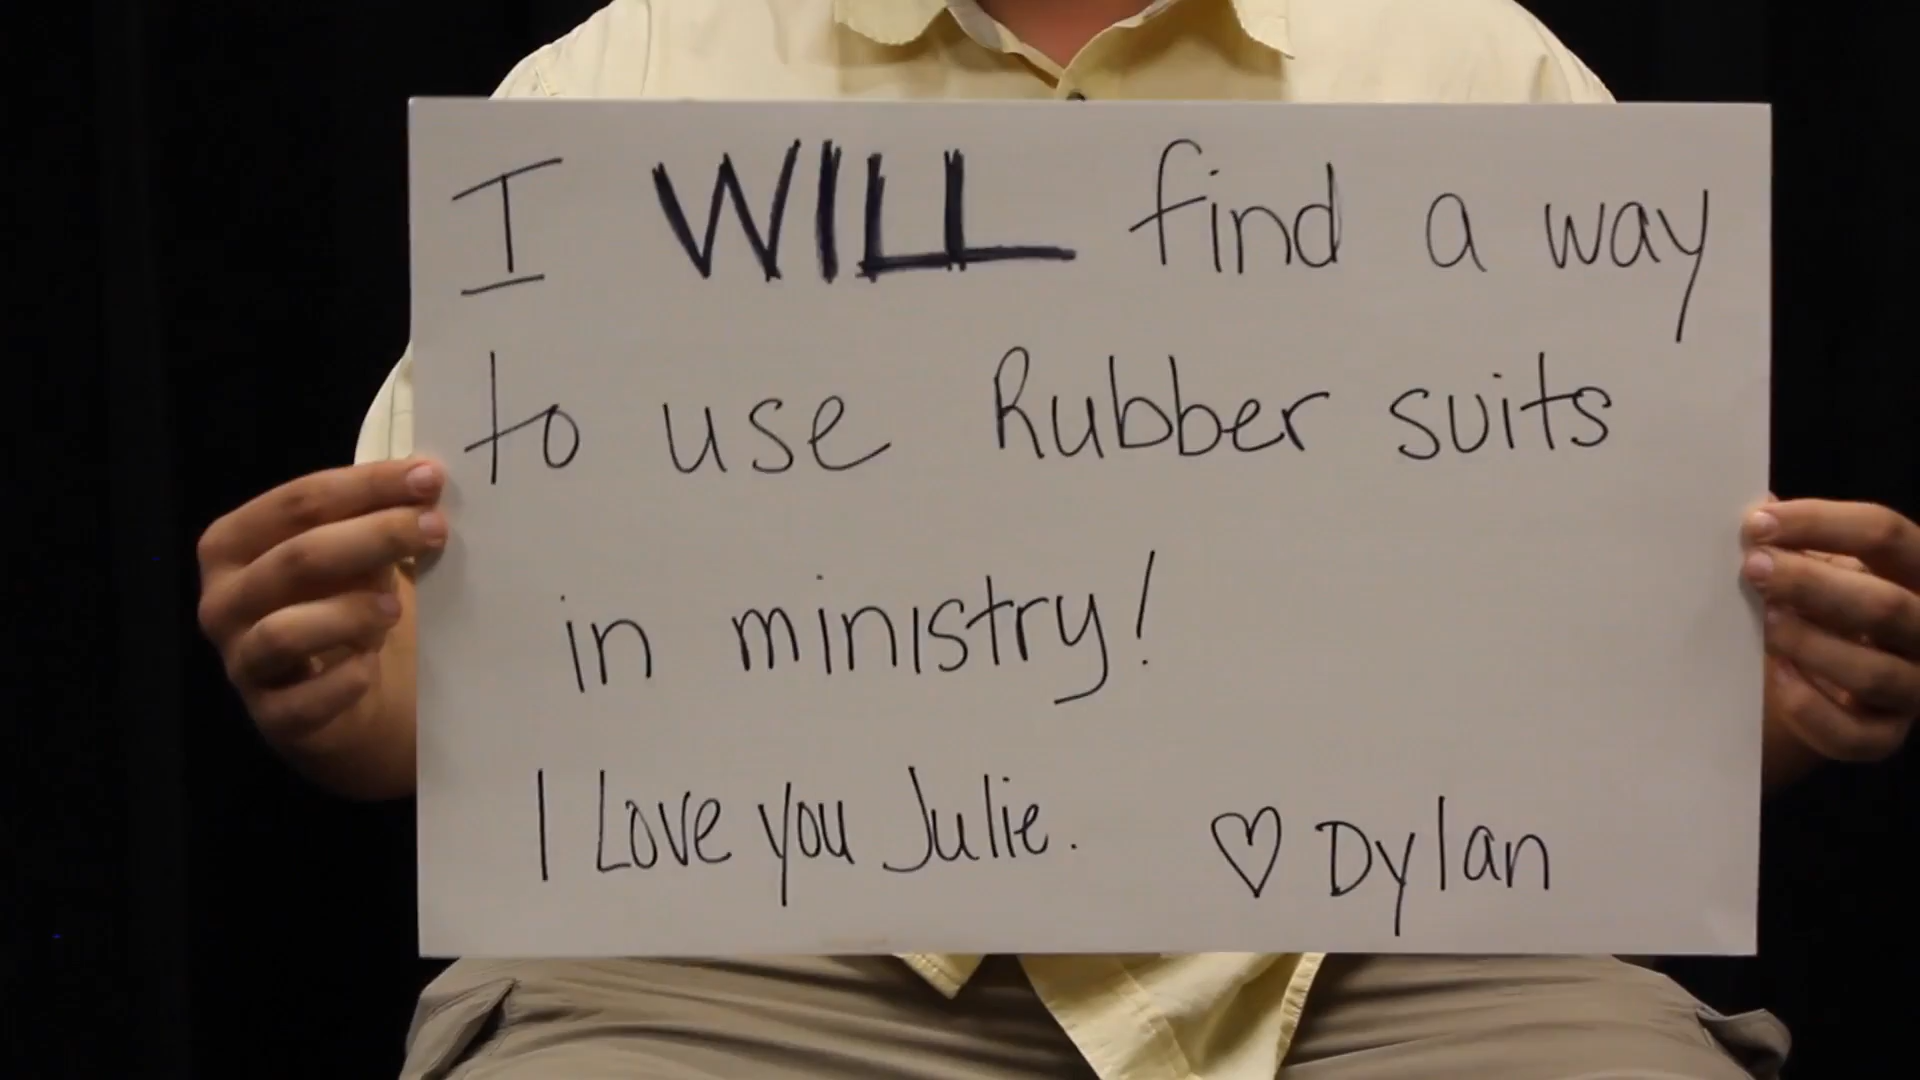 I WILL find a way
to use Rubber suits
in ministry!
I Love you Julie. ♡ Dylan